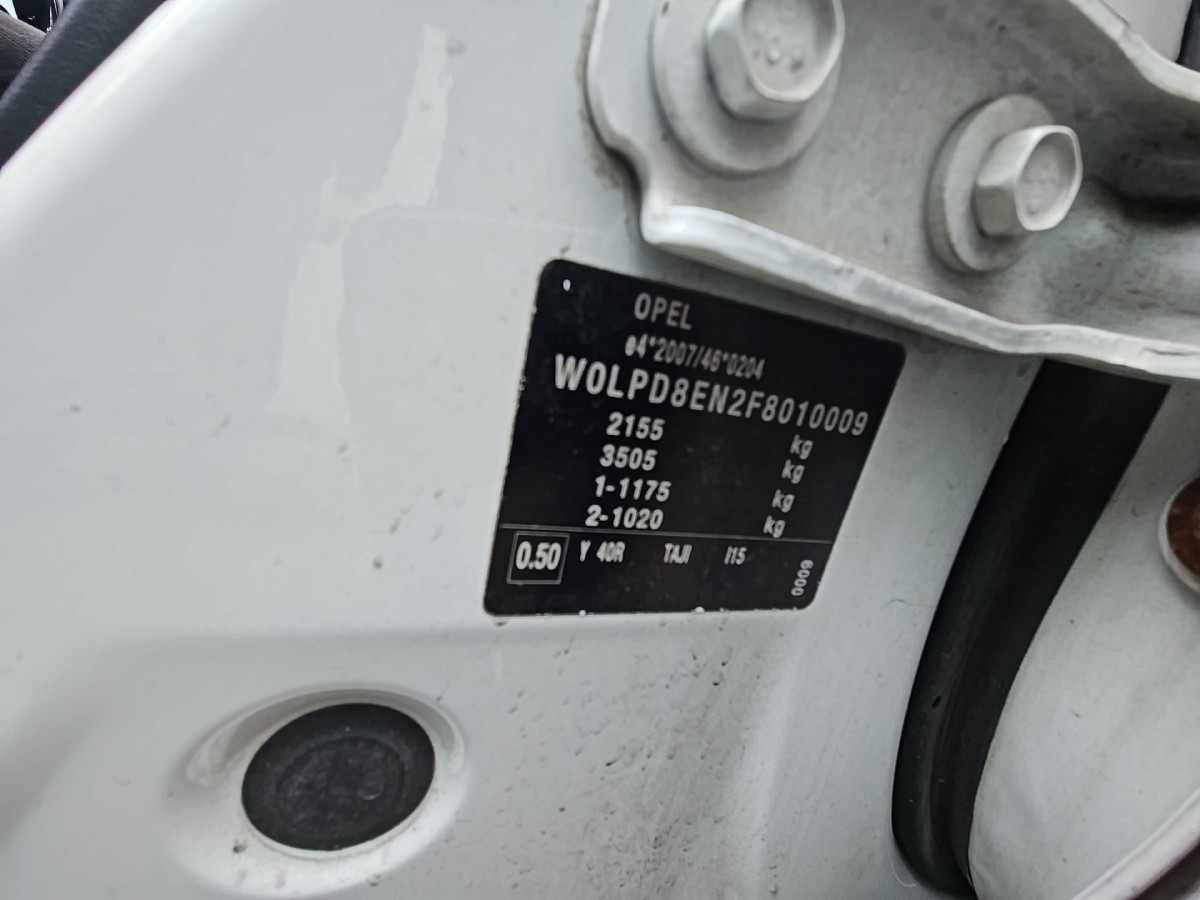 OPEL
e4*2007/46*0204
W0LPD8EN2F8010009
2155 kg
3505 kg
1-1175 kg
2-1020 kg
0.50 Y 40R TAJI I15
0009